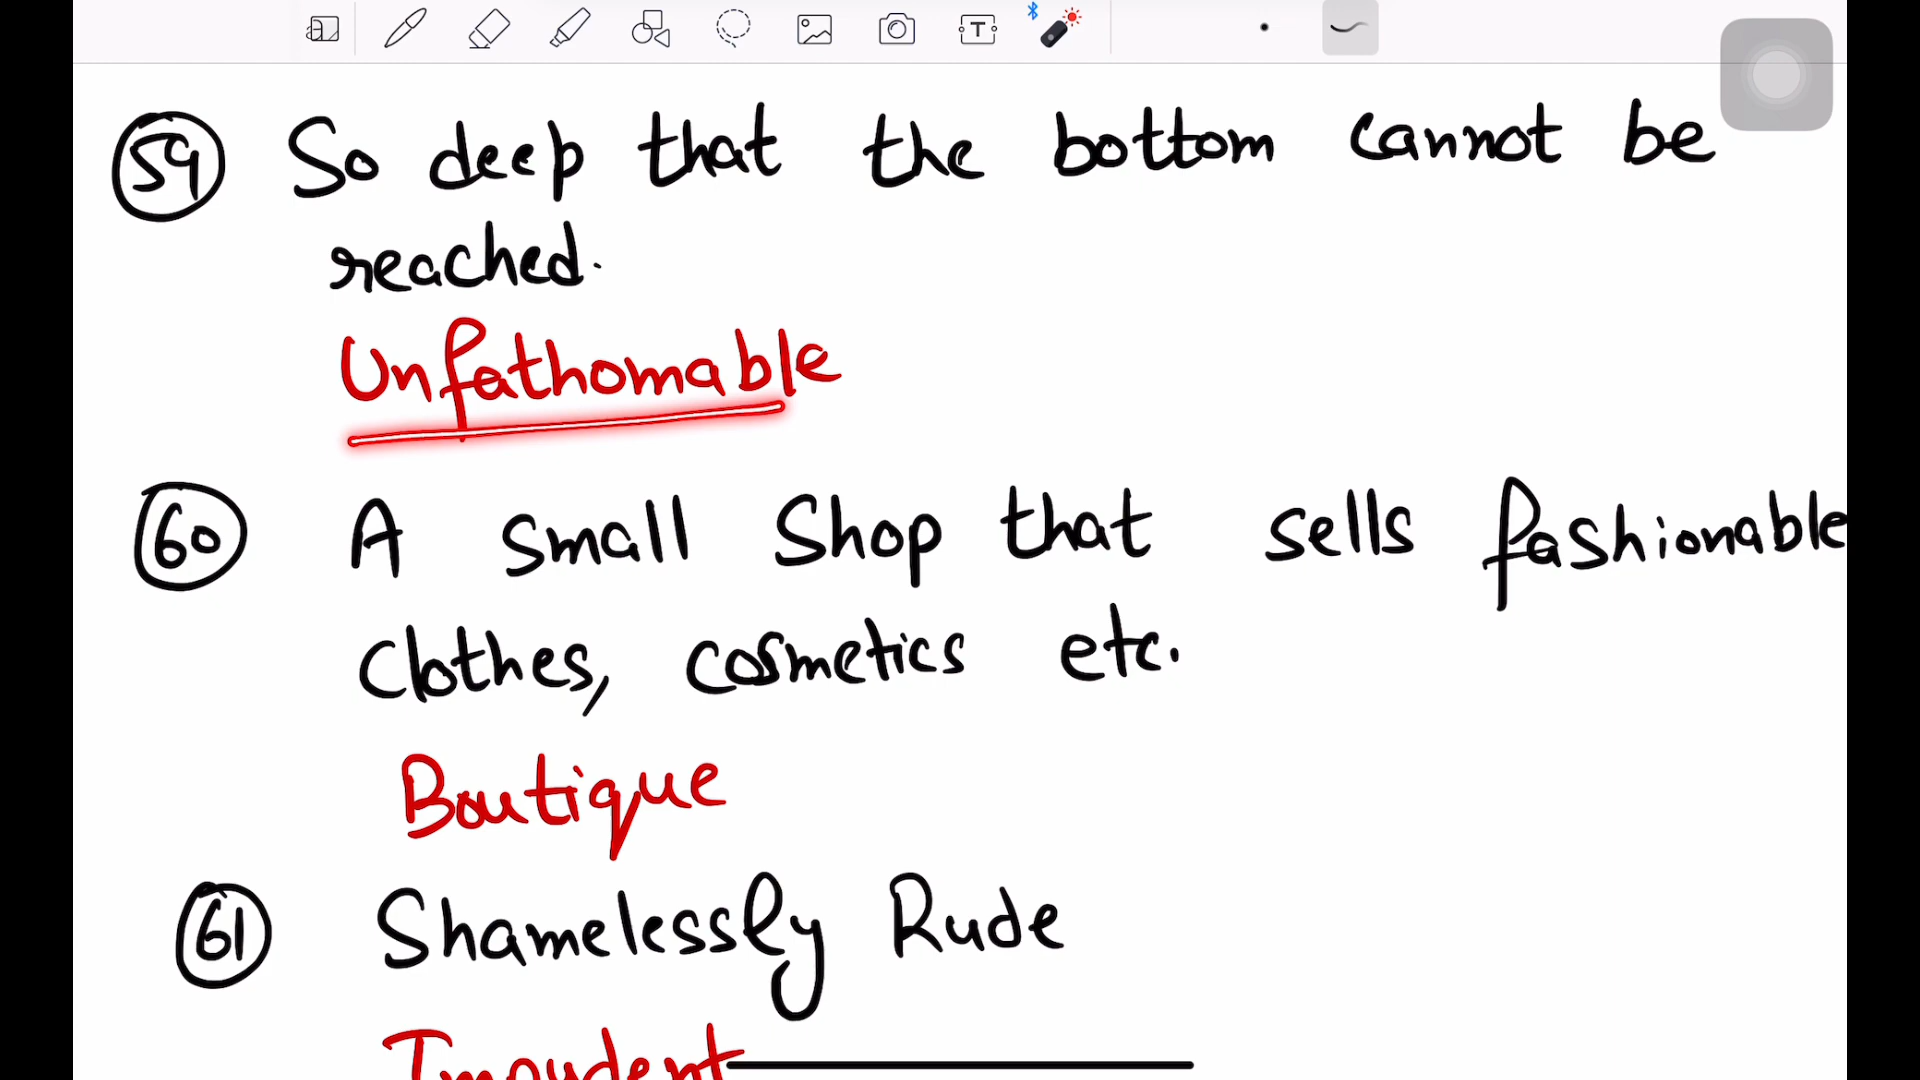 59 So deep that the bottom cannot be
reached.
Unfathomable
60 A small shop that sells fashionable
clothes, cosmetics etc.
Boutique
61 Shamelessly Rude
Impudent